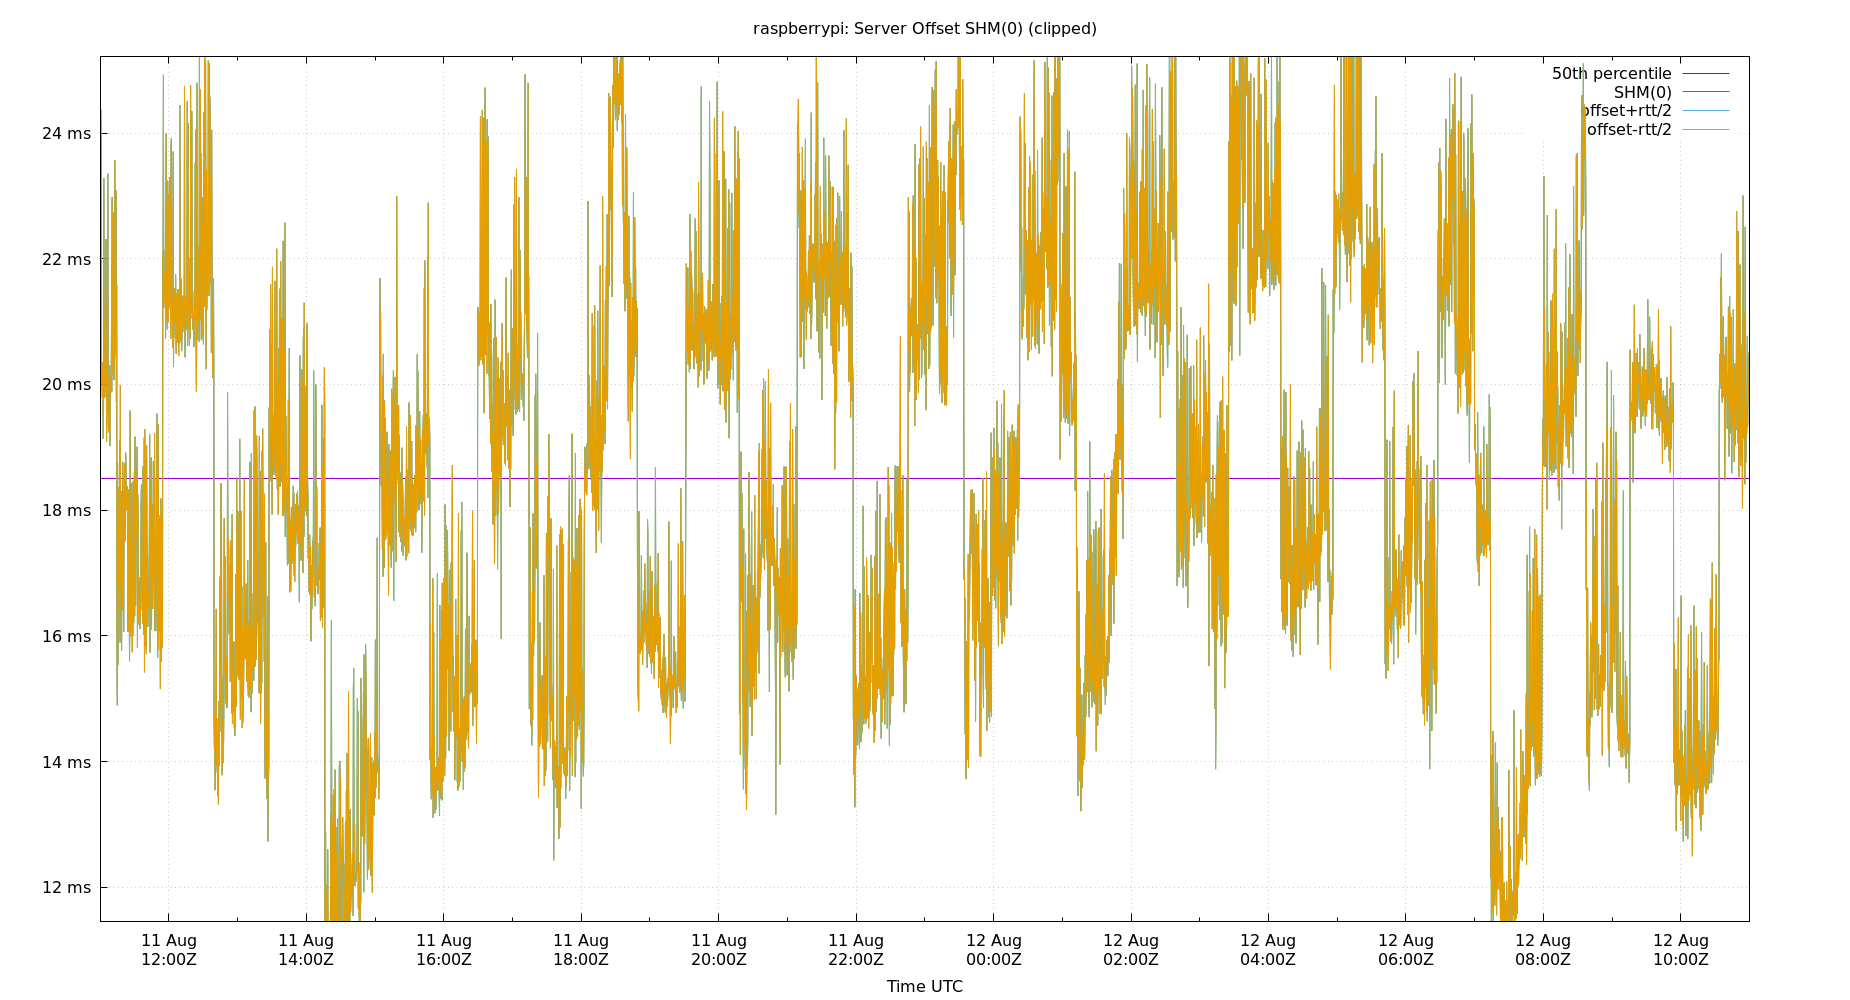 raspberrypi: Server Offset SHM(0) (clipped)
50th percentile
SHM(0)
offset+rtt/2
offset-rtt/2
24 ms
22 ms
20 ms
18 ms
16 ms
14 ms
12 ms
11 Aug 11 Aug 11 Aug 11 Aug 11 Aug 11 Aug 12 Aug 12 Aug 12 Aug 12 Aug 12 Aug 12 Aug
12:00Z 14:00Z 16:00Z 18:00Z 20:00Z 22:00Z 00:00Z 02:00Z 04:00Z 06:00Z 08:00Z 10:00Z
Time UTC